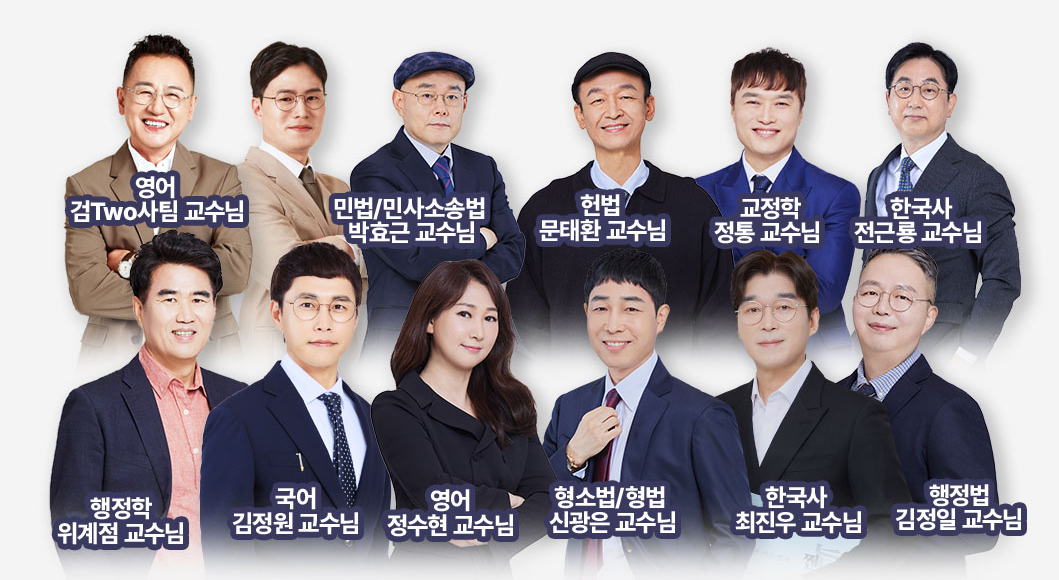 영어
검Two사팀 교수님
민법/민사소송법
박효근 교수님
헌법
문태환 교수님
교정학
정통 교수님
한국사
전근룡 교수님
행정학
위계점 교수님
국어
김정원 교수님
영어
정수현 교수님
형소법/형법
신광은 교수님
한국사
최진우 교수님
행정법
김정일 교수님